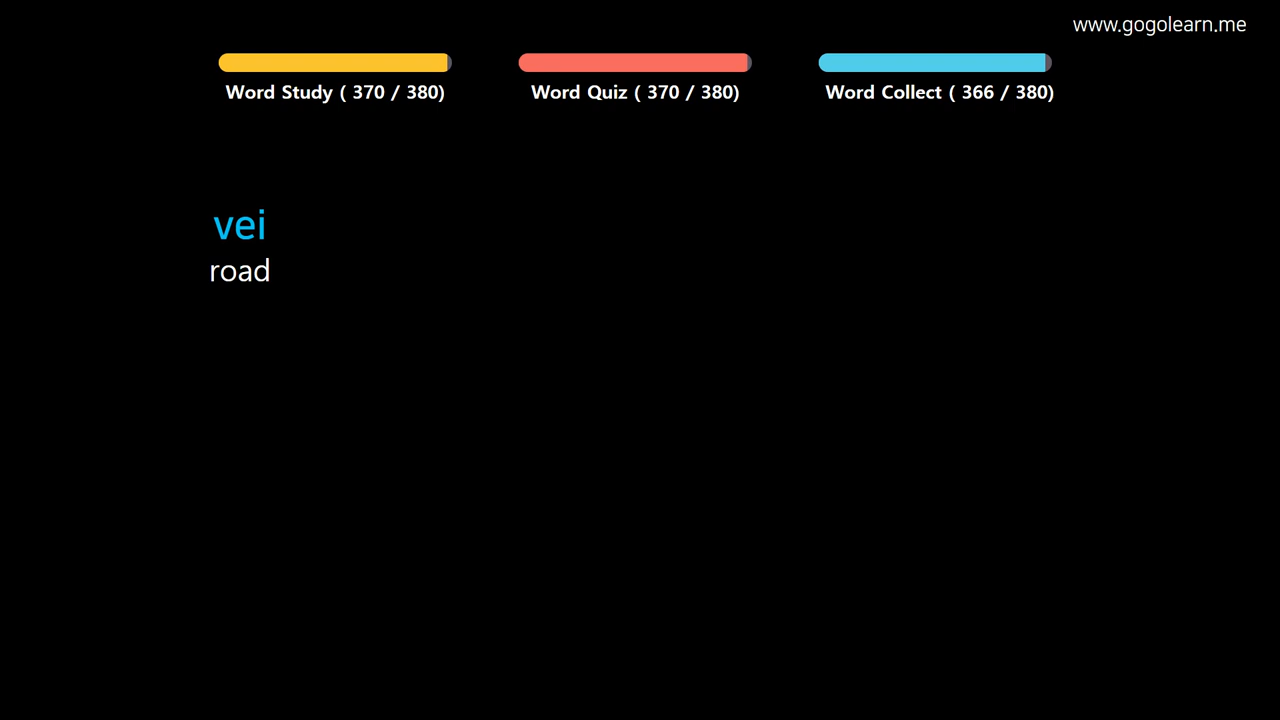 www.gogolearn.me
Word Study ( 370 / 380)
Word Quiz ( 370 / 380)
Word Collect ( 366 / 380)
vei
road